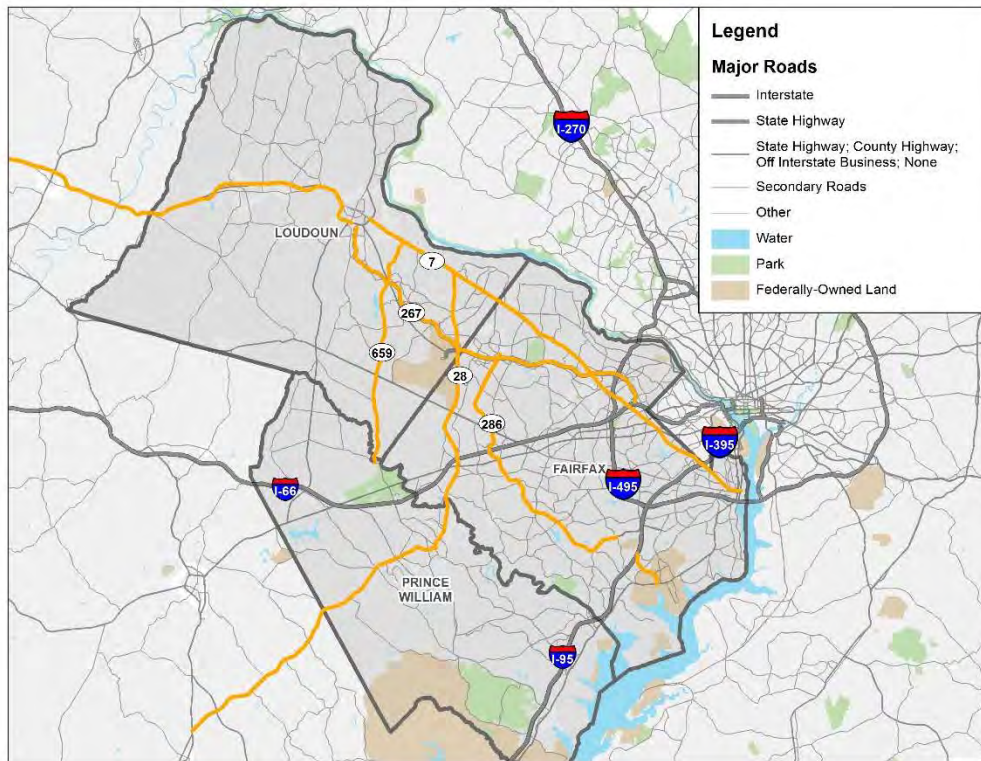 Legend
Major Roads
Interstate
State Highway
State Highway; County Highway;
Off Interstate Business; None
Secondary Roads
Other
Water
Park
Federally-Owned Land
I-270
LOUDOUN
7
267
659
28
286
I-395
FAIRFAX
I-495
I-66
PRINCE
WILLIAM
I-95